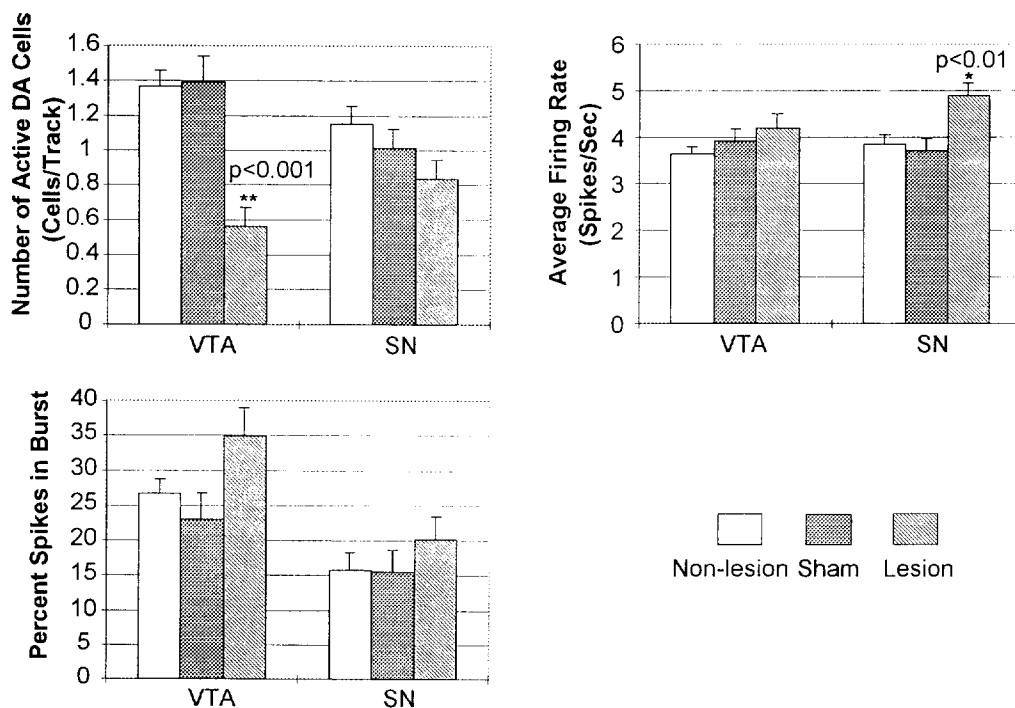 Number of Active DA Cells
(Cells/Track)
1.6
1.4
1.2
1
0.8
0.6
0.4
0.2
0
p<0.001
**
VTA
SN
Average Firing Rate
(Spikes/Sec)
6
5
4
3
2
1
0
p<0.01
*
VTA
SN
Percent Spikes in Burst
40
35
30
25
20
15
10
5
0
VTA
SN
Non-lesion Sham Lesion